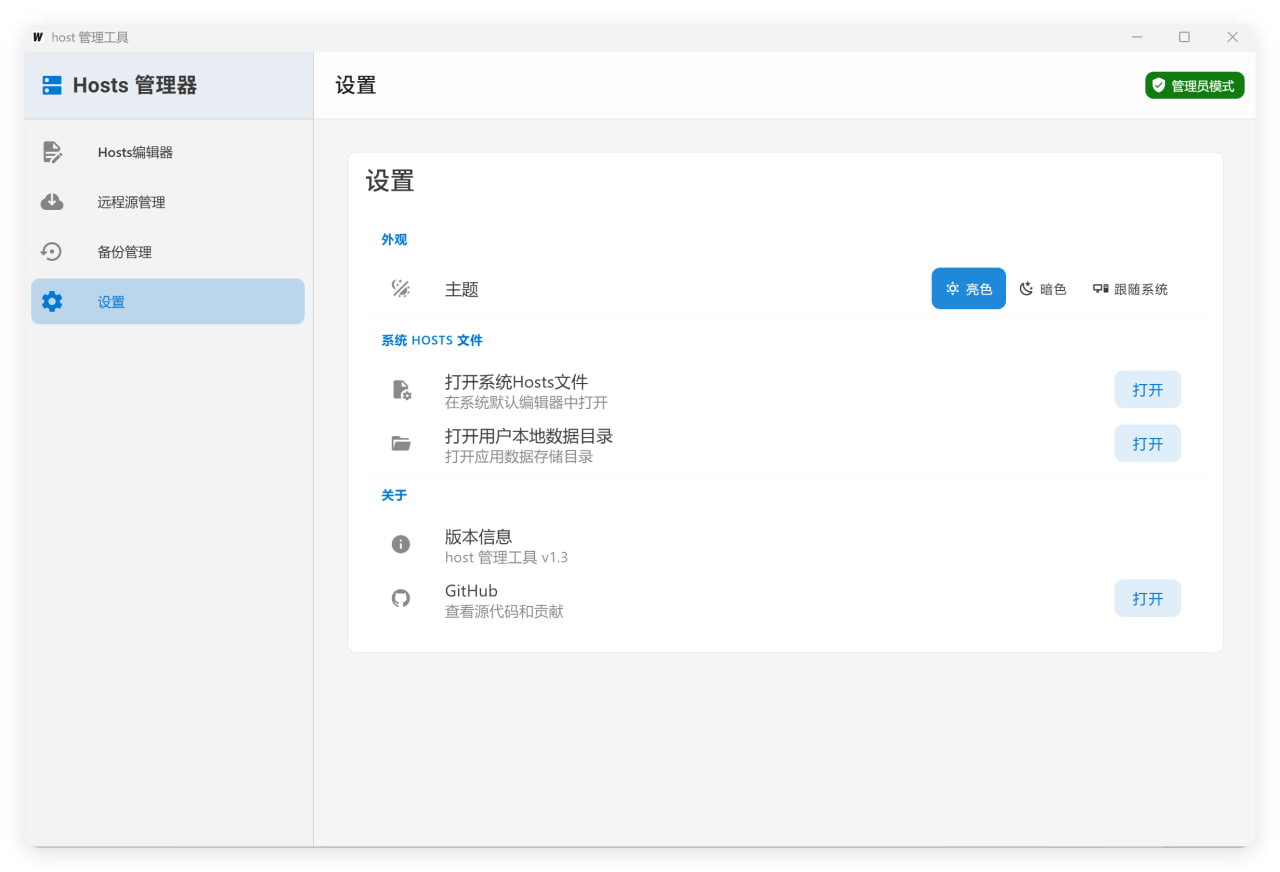 host 管理工具
Hosts 管理器
设置
管理员模式
Hosts编辑器
远程源管理
备份管理
设置
设置
外观
主题
亮色
暗色
跟随系统
系统 HOSTS 文件
打开系统Hosts文件
在系统默认编辑器中打开
打开
打开用户本地数据目录
打开应用数据存储目录
打开
关于
版本信息
host 管理工具 v1.3
GitHub
查看源代码和贡献
打开